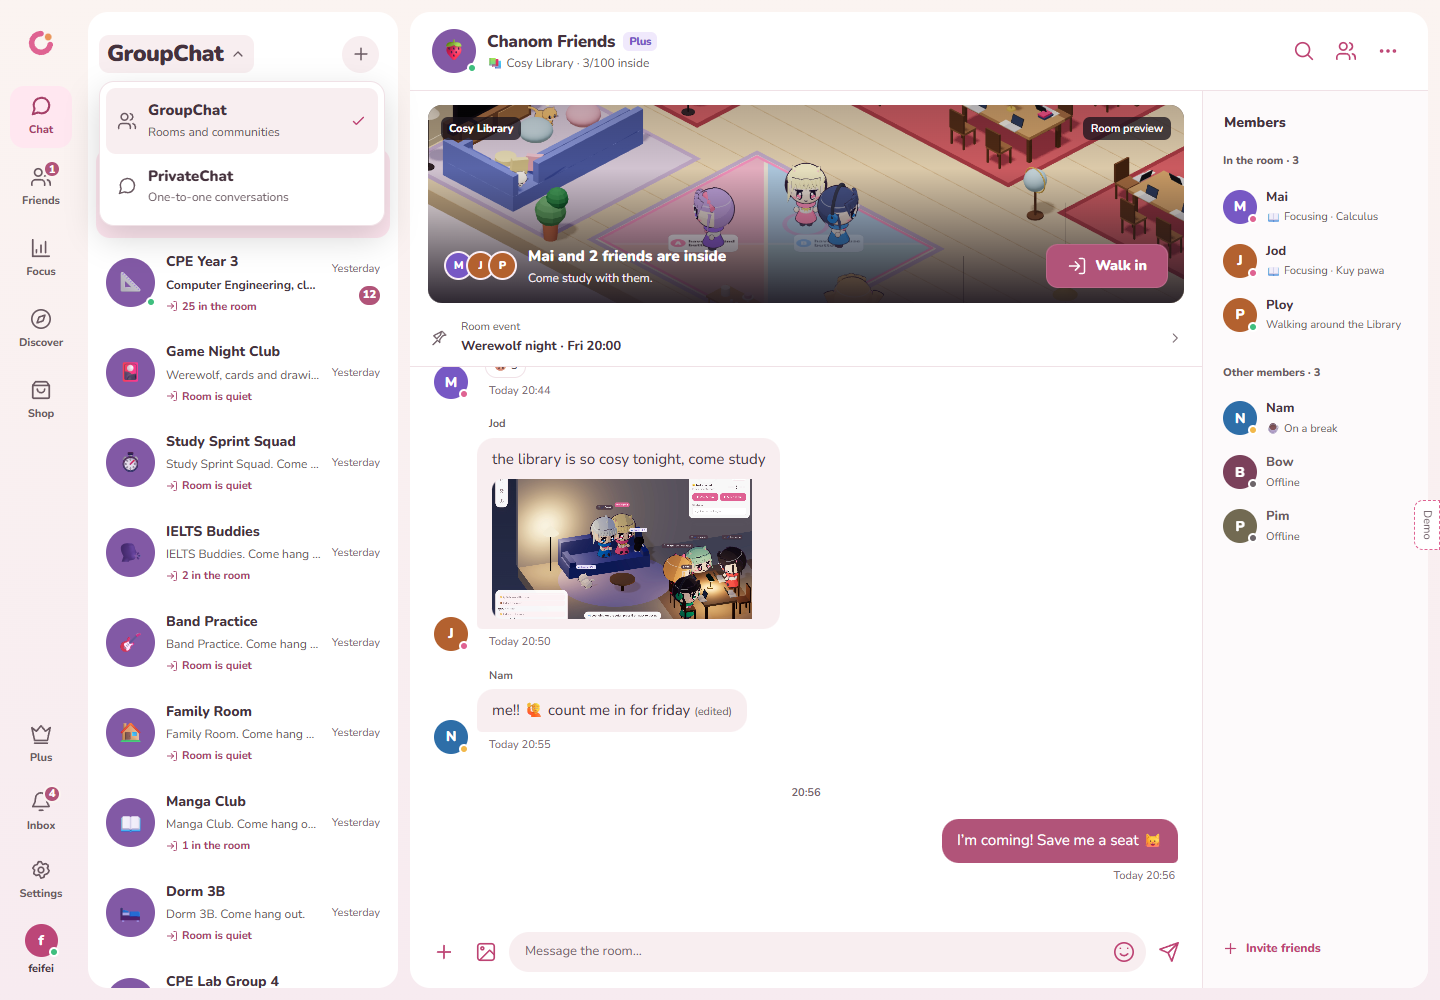 Chat
1
Friends
Focus
Discover
Shop
Plus
4
Inbox
Settings
f
feifei
GroupChat
GroupChat
Rooms and communities
PrivateChat
One-to-one conversations
CPE Year 3
Yesterday
Computer Engineering, cl...
12
25 in the room
Game Night Club
Werewolf, cards and drawi...
Yesterday
Room is quiet
Study Sprint Squad
Study Sprint Squad. Come ...
Yesterday
Room is quiet
IELTS Buddies
IELTS Buddies. Come hang ...
Yesterday
2 in the room
Band Practice
Band Practice. Come hang ...
Yesterday
Room is quiet
Family Room
Family Room. Come hang ...
Yesterday
Room is quiet
Manga Club
Manga Club. Come hang o...
Yesterday
1 in the room
Dorm 3B
Dorm 3B. Come hang out.
Yesterday
Room is quiet
CPE Lab Group 4
Chanom Friends Plus
Cosy Library · 3/100 inside
Cosy Library
Room preview
M J P
Mai and 2 friends are inside
Come study with them.
Walk in
Room event
Werewolf night · Fri 20:00
M
Today 20:44
Jod
the library is so cosy tonight, come study
J
Today 20:50
Nam
me!! count me in for friday (edited)
N
Today 20:55
20:56
I'm coming! Save me a seat
Today 20:56
Message the room...
Members
In the room · 3
M
Mai
Focusing · Calculus
J
Jod
Focusing · Kuy pawa
P
Ploy
Walking around the Library
Other members · 3
N
Nam
On a break
B
Bow
Offline
P
Pim
Offline
Demo
Invite friends